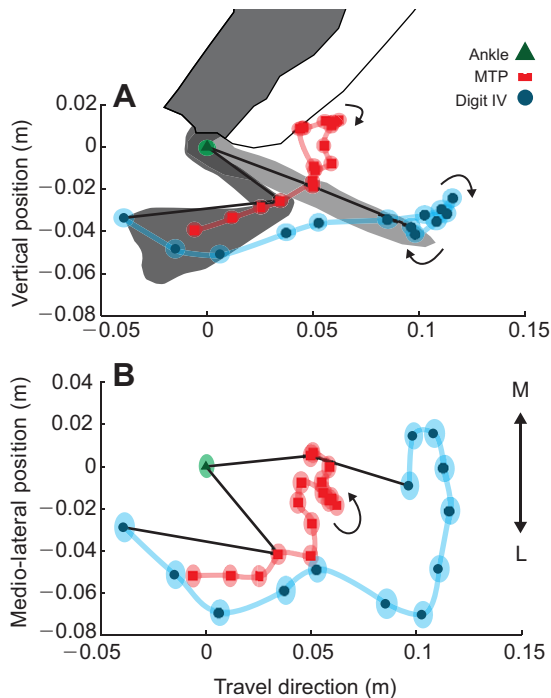 Ankle
MTP
Digit IV
A
0.02
0
−0.02
−0.04
−0.06
−0.08
Vertical position (m)
−0.05
0
0.05
0.1
0.15
B
0.04
0.02
0
−0.02
−0.04
−0.06
−0.08
Medio-lateral position (m)
M
L
−0.05
0
0.05
0.1
0.15
Travel direction (m)